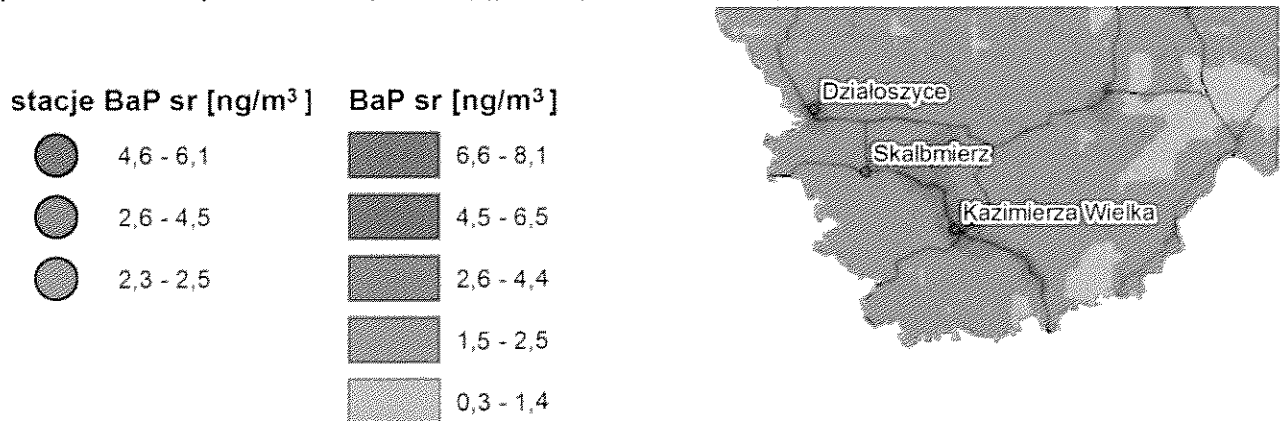 stacje BaP sr [ng/m³]
4,6 - 6,1
2,6 - 4,5
2,3 - 2,5
BaP sr [ng/m³]
6,6 - 8,1
4,5 - 6,5
2,6 - 4,4
1,5 - 2,5
0,3 - 1,4
Działoszyce
Skalbmierz
Kazimierza Wielka